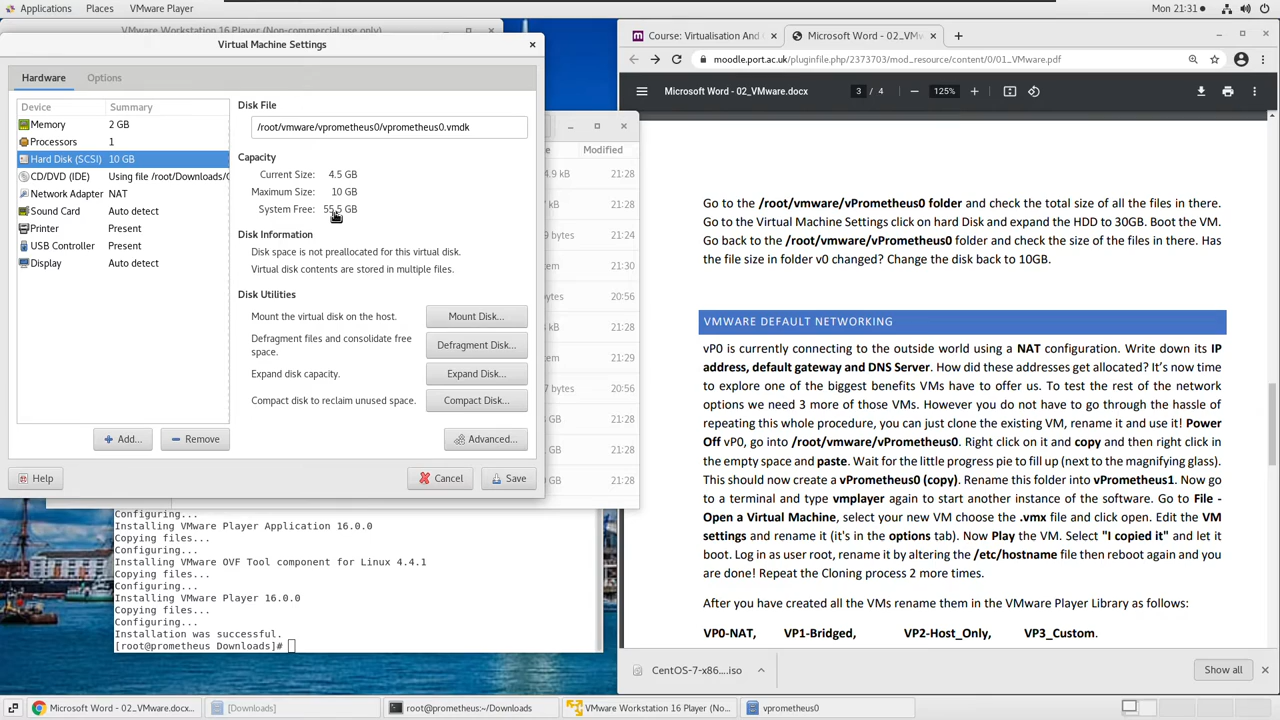 Applications Places VMware Player Mon 21:31
VMware Workstation 16 Player (Non-commercial use only)
Virtual Machine Settings
Hardware Options
Device Summary
Memory 2 GB
Processors 1
Hard Disk (SCSI) 10 GB
CD/DVD (IDE) Using file /root/Downloads/
Network Adapter NAT
Sound Card Auto detect
Printer Present
USB Controller Present
Display Auto detect
Add...
Remove
Disk File
/root/vmware/vprometheus0/vprometheus0.vmdk
Capacity
Current Size: 4.5 GB
Maximum Size: 10 GB
System Free: 55.5 GB
Disk Information
Disk space is not preallocated for this virtual disk.
Virtual disk contents are stored in multiple files.
Disk Utilities
Mount the virtual disk on the host. Mount Disk...
Defragment files and consolidate free
space.
Defragment Disk...
Expand disk capacity. Expand Disk...
Compact disk to reclaim unused space. Compact Disk...
Advanced...
Help Cancel Save
Modified
4.9 kB 21:28
kB 21:28
bytes 21:24
21:30
bytes 20:56
kB 21:28
21:29
bytes 20:56
GB 21:28
GB 21:28
GB 21:28
Configuring...
Installing VMware Player Application 16.0.0
Copying files...
Configuring...
Installing VMware OVF Tool component for Linux 4.4.1
Copying files...
Configuring...
Installing VMware Player 16.0.0
Copying files...
Configuring...
Installation was successful.
[root@prometheus Downloads]#
Course: Virtualisation And Microsoft Word - 02_VM
moodle.port.ac.uk/pluginfile.php/2373703/mod_resource/content/0/01_VMware.pdf
Microsoft Word - 02_VMware.docx 3 / 4 125%
Go to the /root/vmware/vPrometheus0 folder and check the total size of all the files in there.
Go to the Virtual Machine Settings click on hard Disk and expand the HDD to 30GB. Boot the VM.
Go back to the /root/vmware/vPrometheus0 folder and check the size of the files in there. Has
the file size in folder v0 changed? Change the disk back to 10GB.
VMWARE DEFAULT NETWORKING
vP0 is currently connecting to the outside world using a NAT configuration. Write down its IP
address, default gateway and DNS Server. How did these addresses get allocated? It's now time
to explore one of the biggest benefits VMs have to offer us. To test the rest of the network
options we need 3 more of those VMs. However you do not have to go through the hassle of
repeating this whole procedure, you can just clone the existing VM, rename it and use it! Power
Off vP0, go into /root/vmware/vPrometheus0. Right click on it and copy and then right click in
the empty space and paste. Wait for the little progress pie to fill up (next to the magnifying glass).
This should now create a vPrometheus0 (copy). Rename this folder into vPrometheus1. Now go
to a terminal and type vmplayer again to start another instance of the software. Go to File -
Open a Virtual Machine, select your new VM choose the .vmx file and click open. Edit the VM
settings and rename it (it's in the options tab). Now Play the VM. Select "I copied it" and let it
boot. Log in as user root, rename it by altering the /etc/hostname file then reboot again and you
are done! Repeat the Cloning process 2 more times.
After you have created all the VMs rename them in the VMware Player Library as follows:
VP0-NAT, VP1-Bridged, VP2-Host_Only, VP3_Custom.
CentOS-7-x86....iso Show all
Microsoft Word - 02_VMware.docx... [Downloads] root@prometheus:~/Downloads VMware Workstation 16 Player (No... vprometheus0